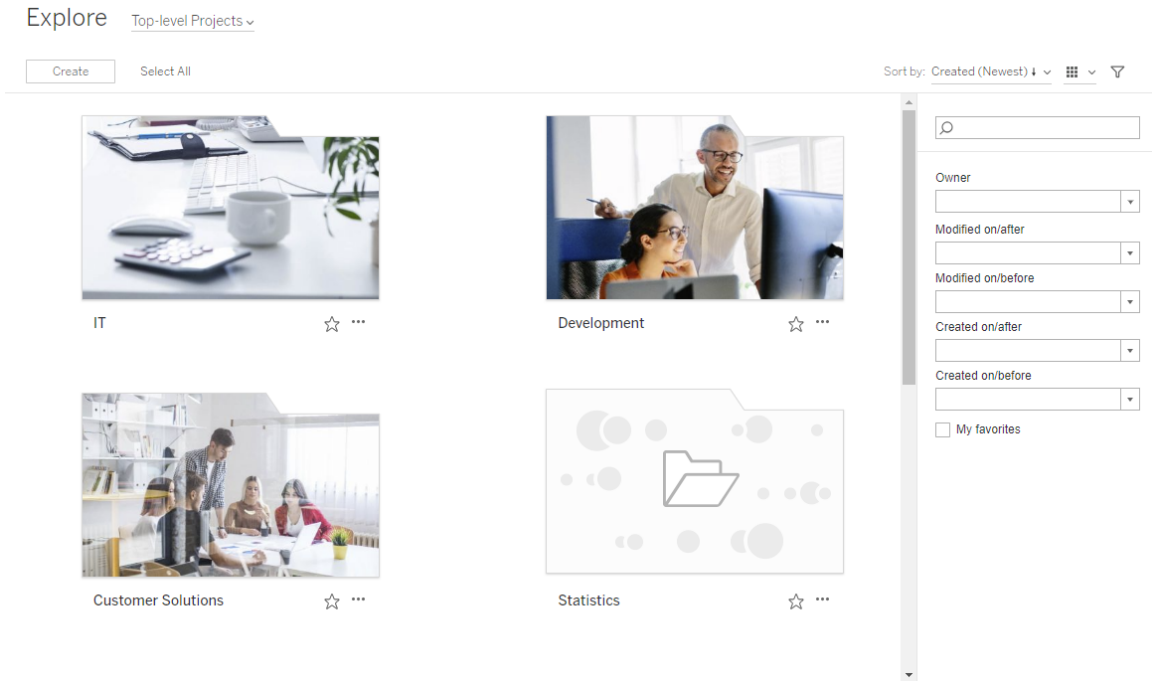 Explore Top-level Projects
Create Select All Sort by: Created (Newest)
IT
Development
Customer Solutions
Statistics
Owner
Modified on/after
Modified on/before
Created on/after
Created on/before
My favorites